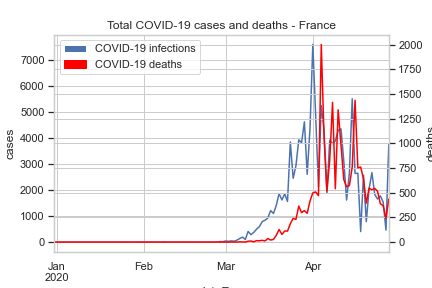 Total COVID-19 cases and deaths - France
COVID-19 infections
COVID-19 deaths
cases
7000
6000
5000
4000
3000
2000
1000
0
2000
1750
1500
1250
1000
750
500
250
0
deaths
Jan
2020
Feb
Mar
Apr